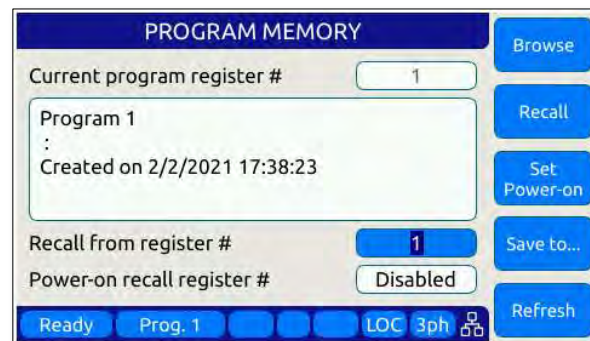 PROGRAM MEMORY
Current program register # 1
Program 1
:
Created on 2/2/2021 17:38:23
Recall from register # 1
Power-on recall register # Disabled
Ready Prog. 1 LOC 3ph
Browse
Recall
Set
Power-on
Save to...
Refresh